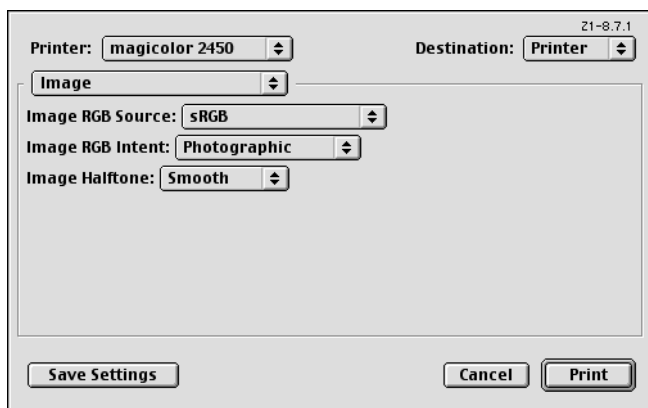 Z1-8.7.1
Printer: magicolor 2450 Destination: Printer
Image
Image RGB Source: sRGB
Image RGB Intent: Photographic
Image Halftone: Smooth
Save Settings Cancel Print